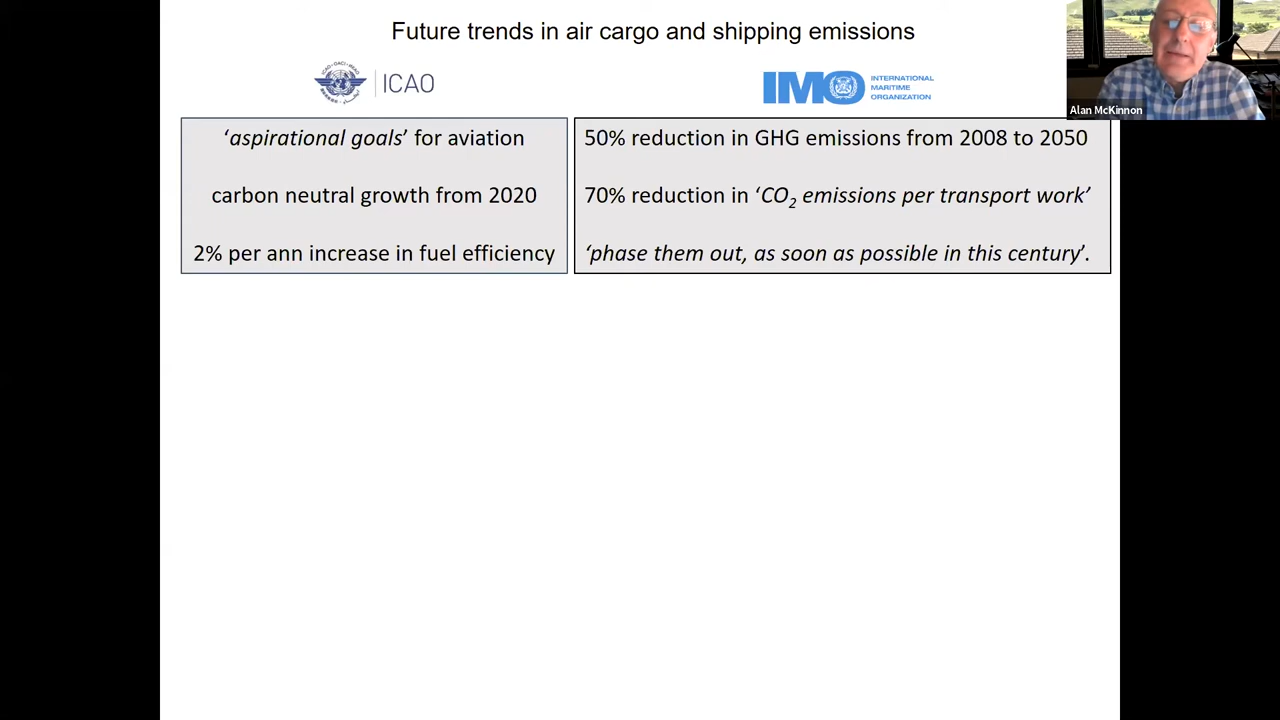 Future trends in air cargo and shipping emissions
ICAO
IMO
INTERNATIONAL
MARITIME
ORGANIZATION
Alan McKinnon
‘aspirational goals’ for aviation
carbon neutral growth from 2020
2% per ann increase in fuel efficiency
50% reduction in GHG emissions from 2008 to 2050
70% reduction in ‘CO2 emissions per transport work’
‘phase them out, as soon as possible in this century’.